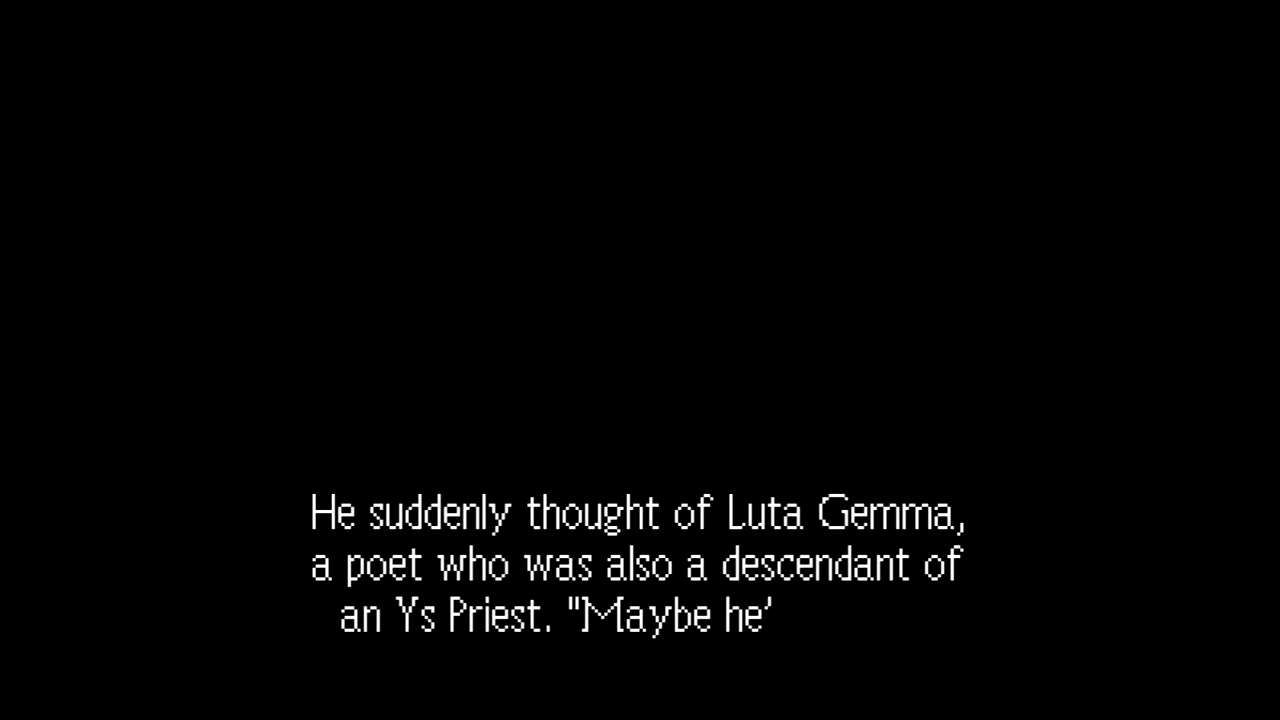 He suddenly thought of Luta Gemma,
a poet who was also a descendant of
an Ys Priest. "Maybe he'